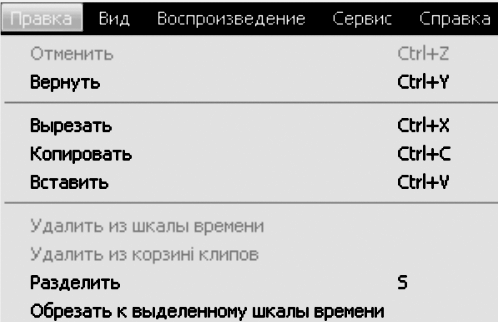 Правка Вид Воспроизведение Сервис Справка
Отменить Ctrl+Z
Вернуть Ctrl+Y
Вырезать Ctrl+X
Копировать Ctrl+C
Вставить Ctrl+V
Удалить из шкалы времени
Удалить из корзині клипов
Разделить S
Обрезать к выделенному шкалы времени